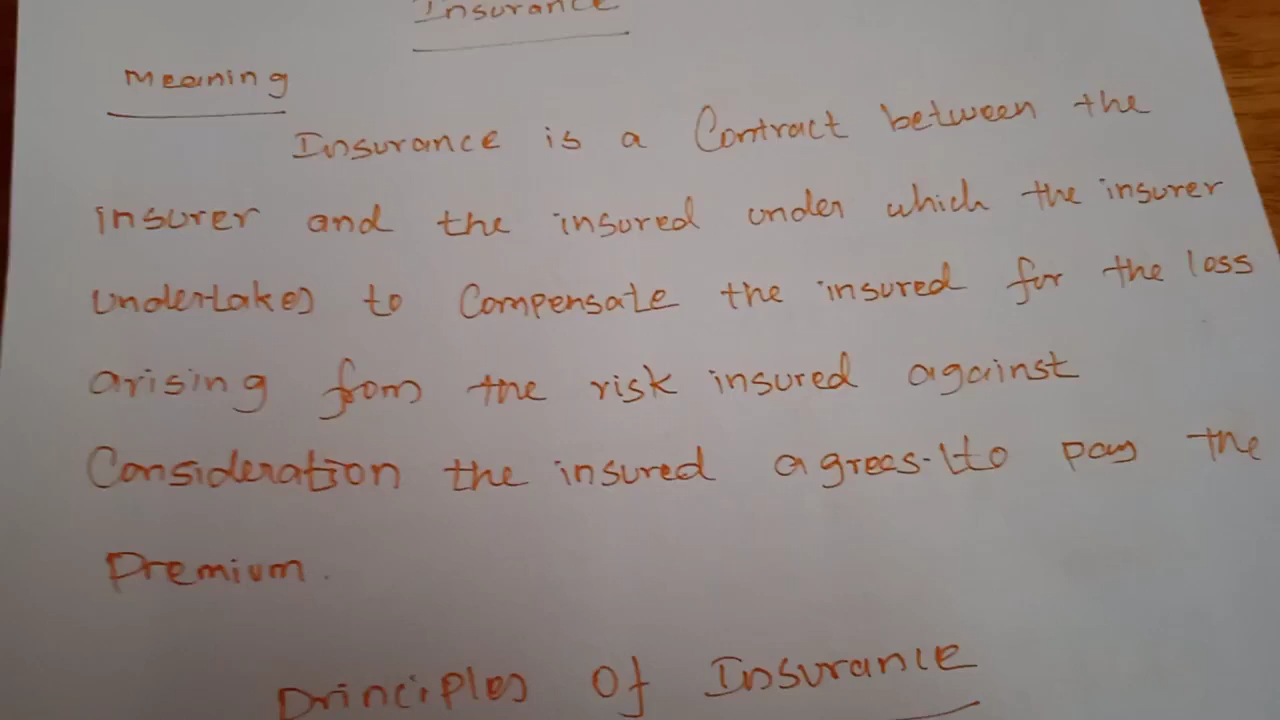 Insurance
Meaning
Insurance is a Contract between the
insurer and the insured under which the insurer
undertakes to Compensate the insured for the loss
arising from the risk insured against
Consideration the insured agrees to pay the
Premium.
Principles Of Insurance